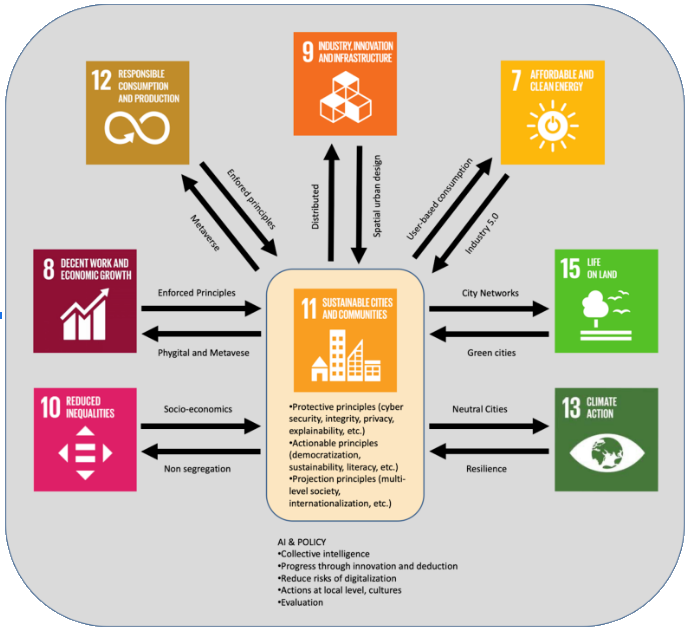 12 RESPONSIBLE
CONSUMPTION
AND PRODUCTION
9 INDUSTRY, INNOVATION
AND INFRASTRUCTURE
7 AFFORDABLE AND
CLEAN ENERGY
Enfored principles
Metaverse
Distributed
Spatial urban design
User-based consumption
Industry 5.0
8 DECENT WORK AND
ECONOMIC GROWTH
Enforced Principles
Phygital and Metavese
11 SUSTAINABLE CITIES
AND COMMUNITIES
City Networks
Green cities
15 LIFE
ON LAND
10 REDUCED
INEQUALITIES
Socio-economics
Non segregation
•Protective principles (cyber
security, integrity, privacy,
explainability, etc.)
•Actionable principles
(democratization,
sustainability, literacy, etc.)
•Projection principles (multi-
level society,
internationalization, etc.)
Neutral Cities
Resilience
13 CLIMATE
ACTION
AI & POLICY
•Collective intelligence
•Progress through innovation and deduction
•Reduce risks of digitalization
•Actions at local level, cultures
•Evaluation